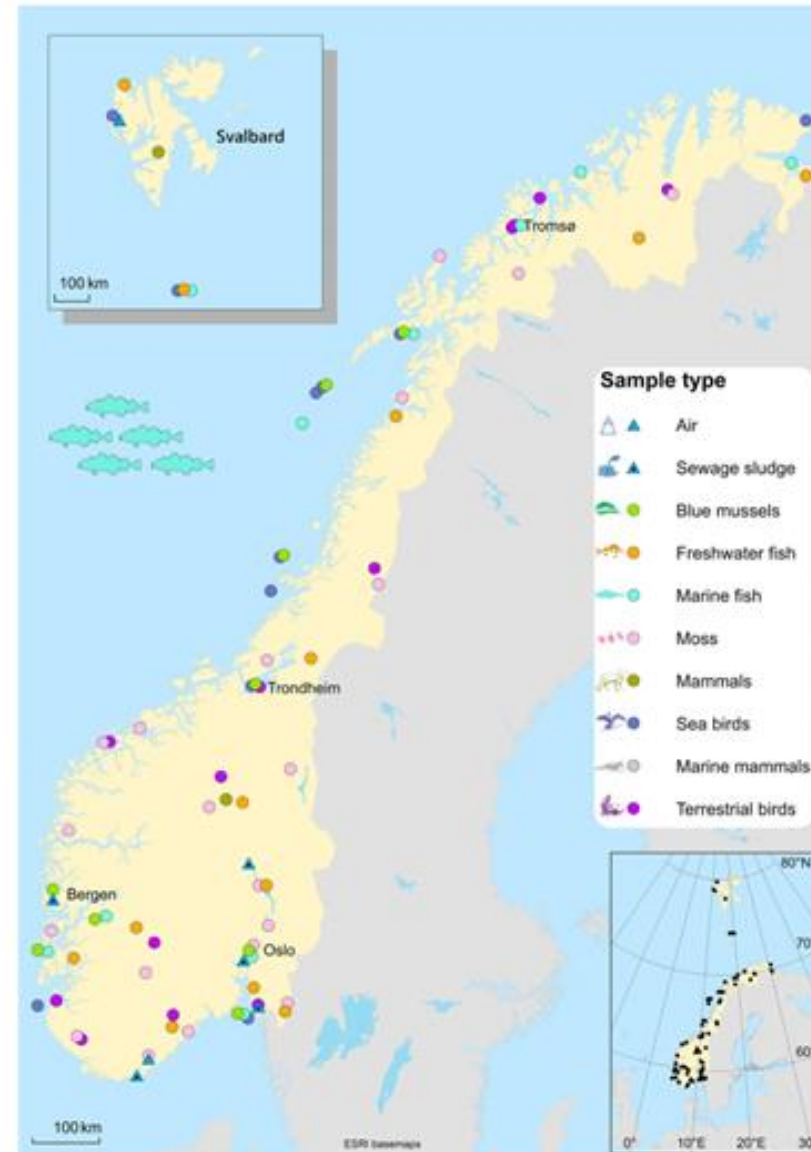 Svalbard
100 km
Tromsø
Sample type
Air
Sewage sludge
Blue mussels
Freshwater fish
Marine fish
Moss
Mammals
Sea birds
Marine mammals
Terrestrial birds
Trondheim
Bergen
Oslo
80°N
70
60
0° 10°E 20°E 30
100 km
ESRI basemaps